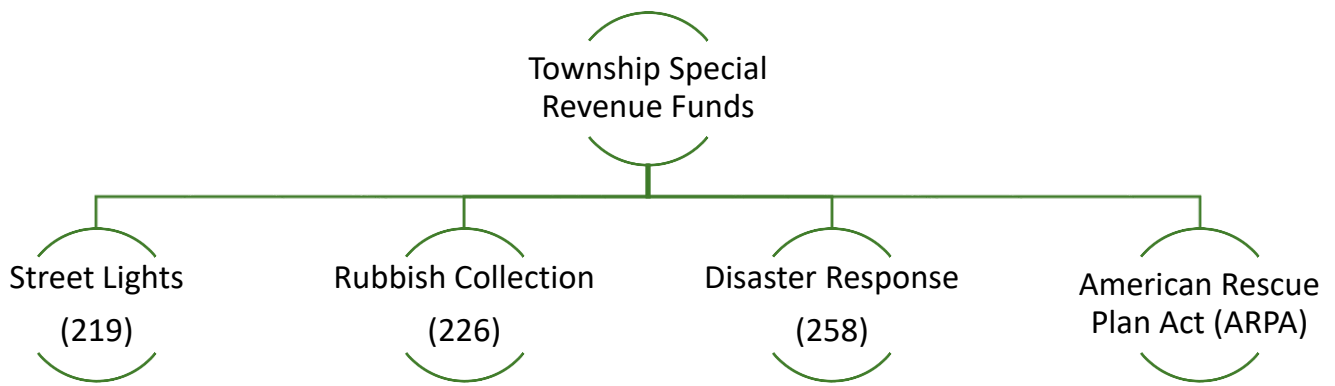 Township Special
Revenue Funds
Street Lights
(219)
Rubbish Collection
(226)
Disaster Response
(258)
American Rescue
Plan Act (ARPA)